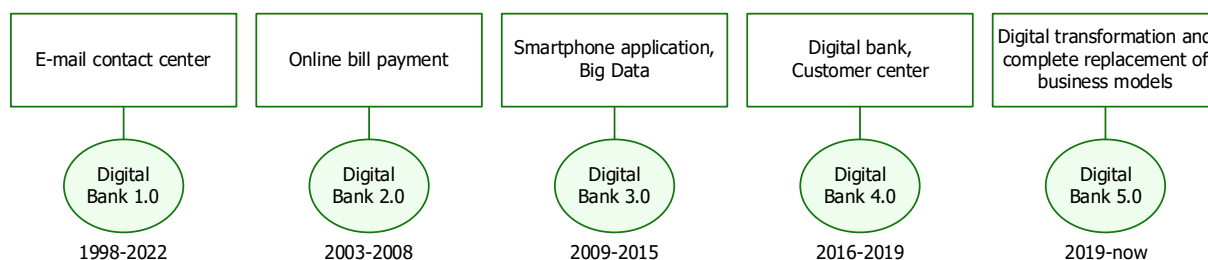 E-mail contact center
Online bill payment
Smartphone application,
Big Data
Digital bank,
Customer center
Digital transformation and
complete replacement of
business models
Digital
Bank 1.0
Digital
Bank 2.0
Digital
Bank 3.0
Digital
Bank 4.0
Digital
Bank 5.0
1998-2022
2003-2008
2009-2015
2016-2019
2019-now